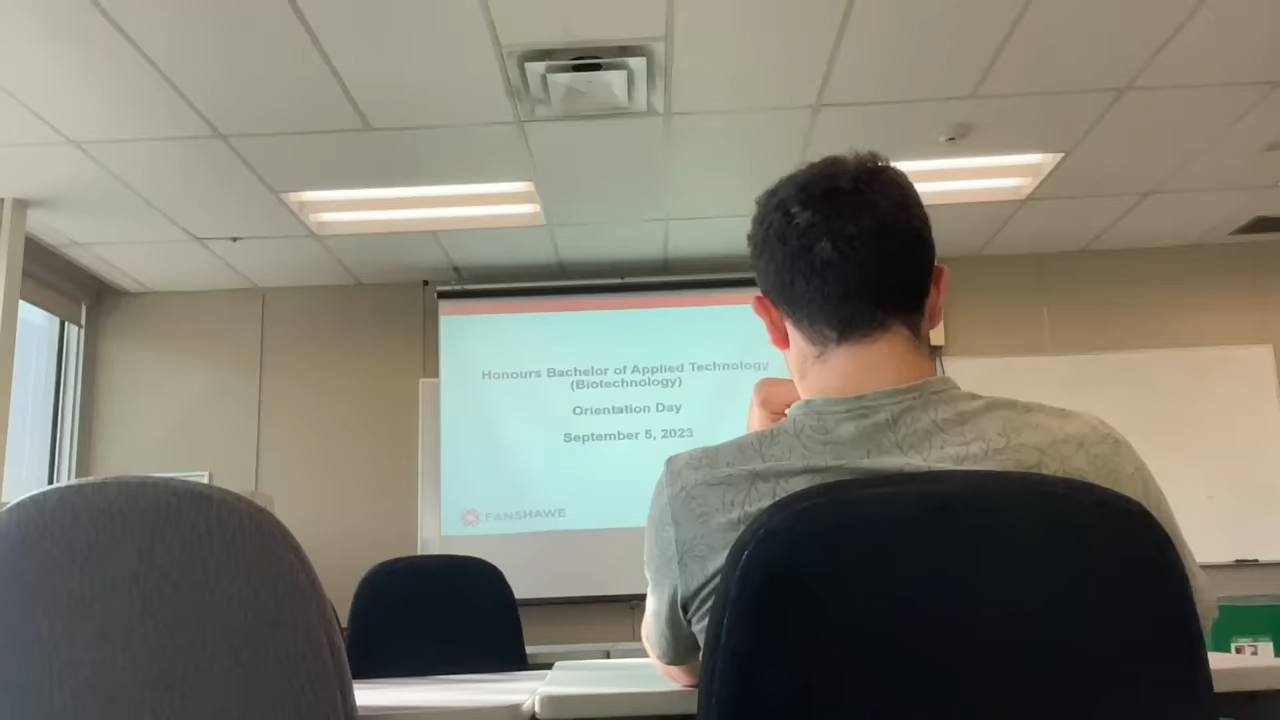 Honours Bachelor of Applied Technology
(Biotechnology)
Orientation Day
September 5, 2023
FANSHAWE